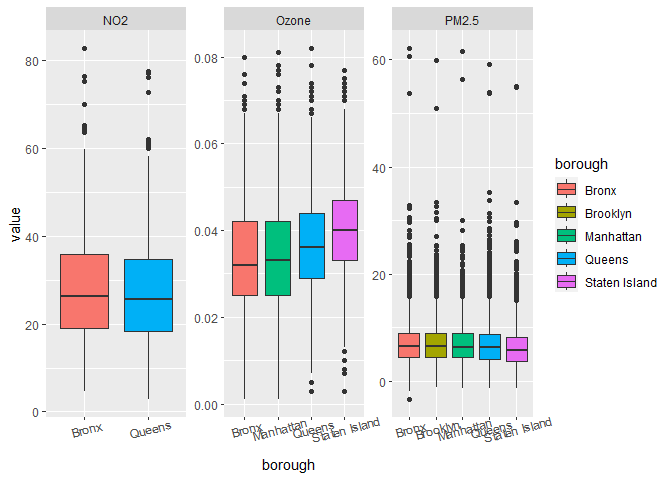 NO2
Ozone
PM2.5
80
60
40
20
0
0.08
0.06
0.04
0.02
0.00
60
40
20
0
value
Bronx
Queens
Bronx
Manhattan
Queens
Staten Island
Bronx
Brooklyn
Manhattan
Queens
Staten Island
borough
borough
Bronx
Brooklyn
Manhattan
Queens
Staten Island